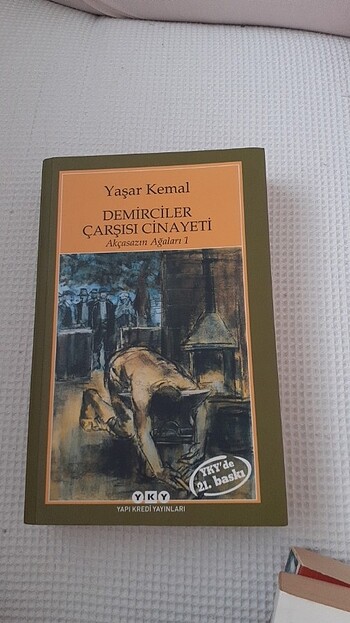 Yaşar Kemal
DEMİRCİLER
ÇARŞISI CİNAYETİ
Akçasazın Ağaları 1
YKY'de
21. baskı
YKY
YAPI KREDİ YAYINLARI